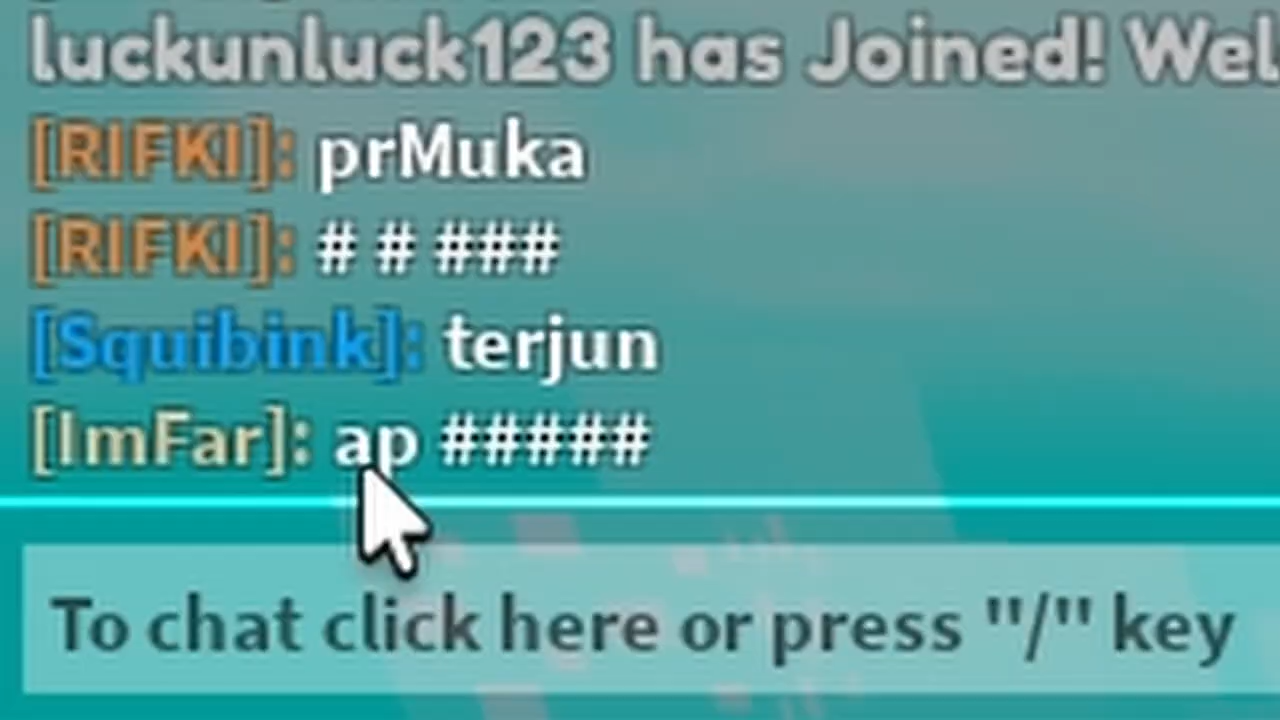 luckunluck123 has Joined! Wel
[RIFKI]: prMuka
[RIFKI]: # # ###
[Squibink]: terjun
[ImFar]: ap #####
To chat click here or press "/" key